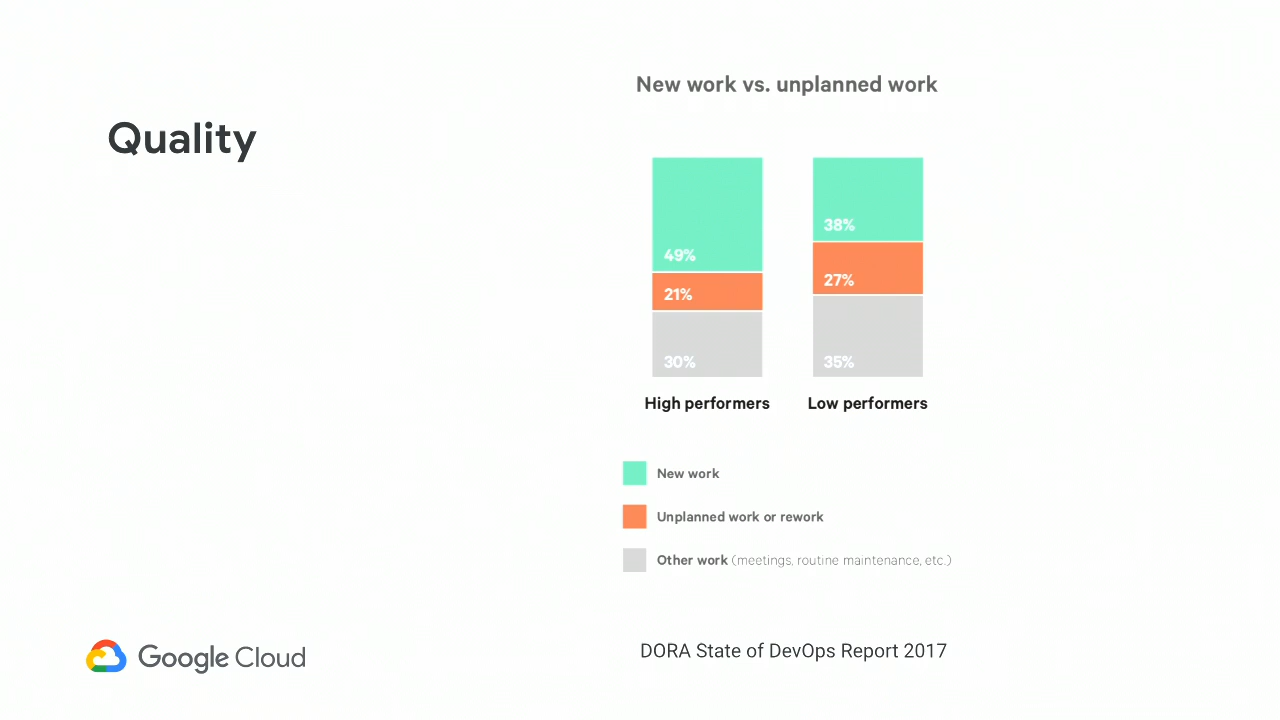 Quality
New work vs. unplanned work
49%
21%
30%
High performers
38%
27%
35%
Low performers
New work
Unplanned work or rework
Other work (meetings, routine maintenance, etc.)
Google Cloud
DORA State of DevOps Report 2017